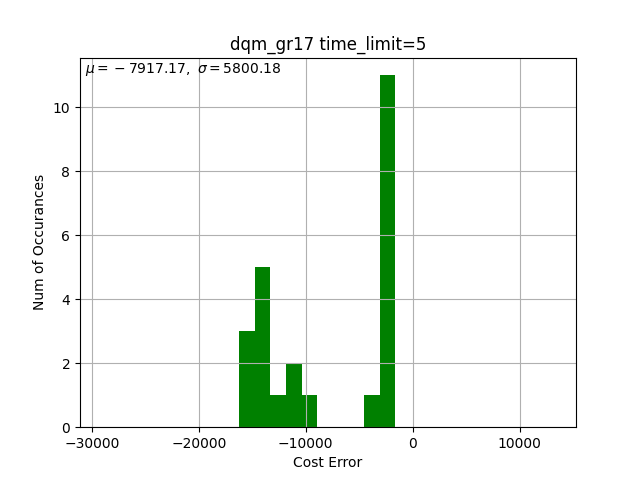 dqm_gr17 time_limit=5
μ = −7917.17, σ = 5800.18
Num of Occurances
10
8
6
4
2
0
−30000 −20000 −10000 0 10000
Cost Error